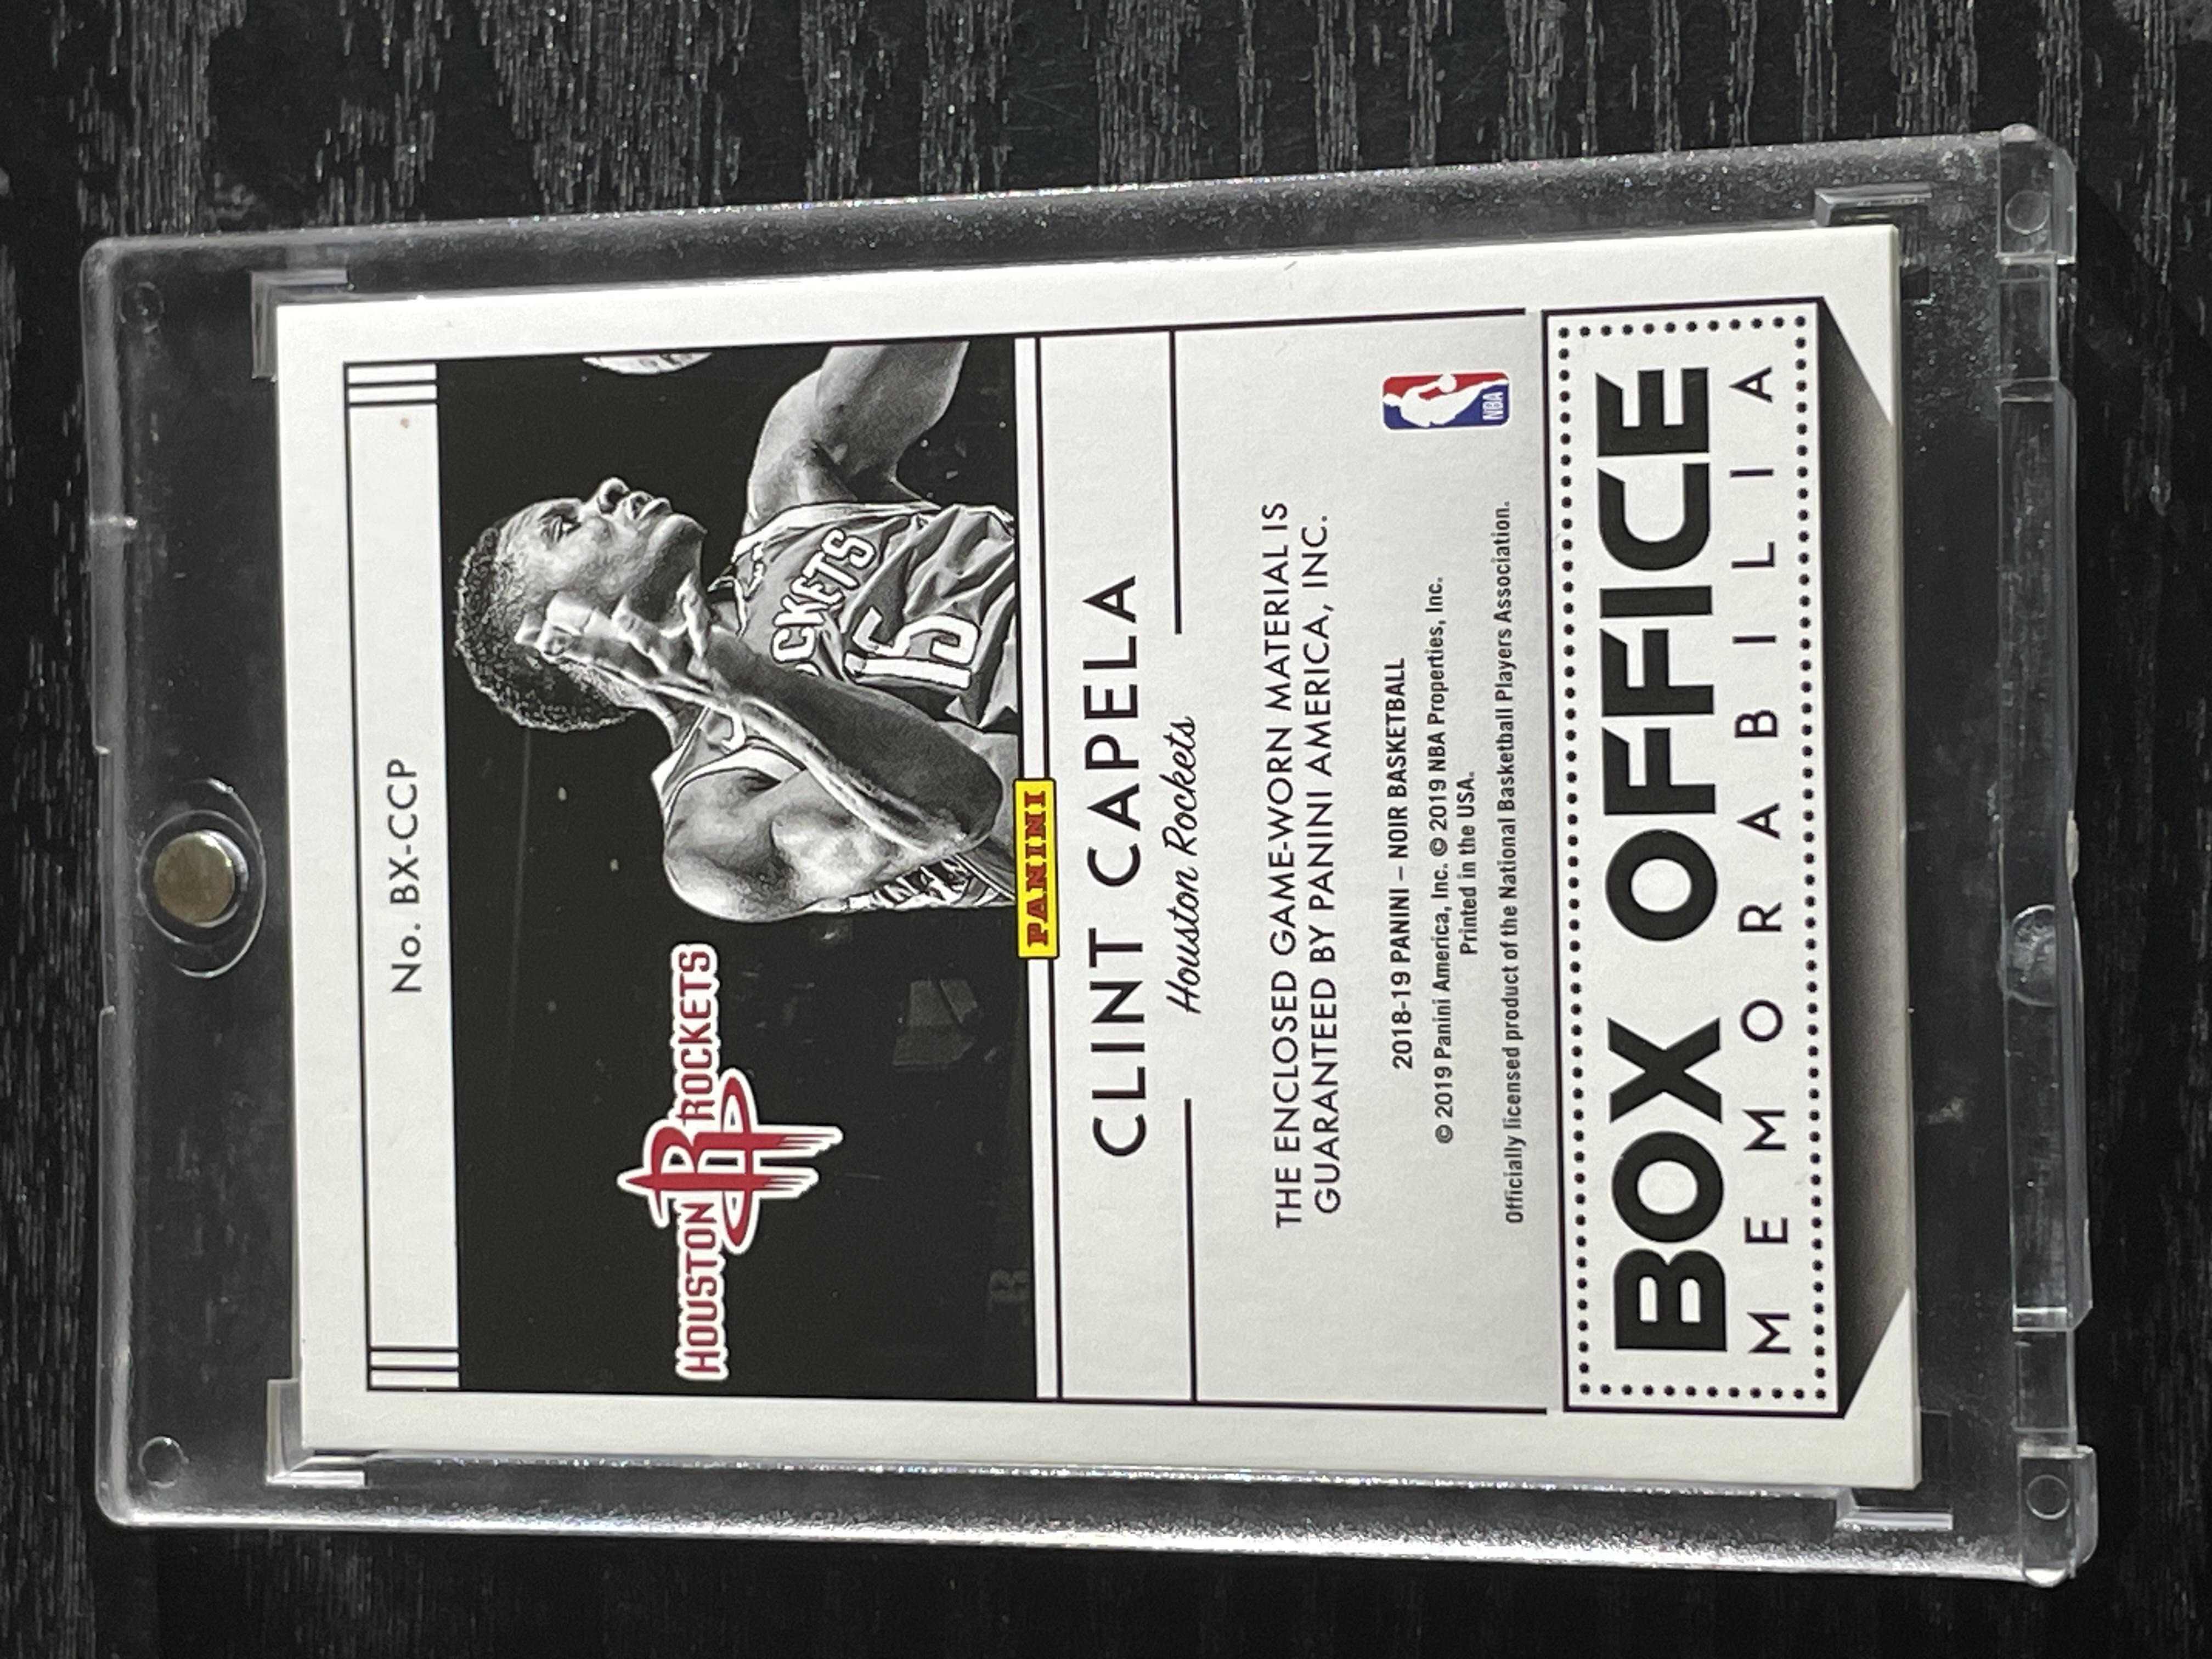 No. BX-CCP
HOUSTON ROCKETS
ROCKETS
15
PANINI
CLINT CAPELA
Houston Rockets
THE ENCLOSED GAME-WORN MATERIAL IS
GUARANTEED BY PANINI AMERICA, INC.
2018-19 PANINI – NOIR BASKETBALL
© 2019 Panini America, Inc. © 2019 NBA Properties, Inc.
Printed in the USA.
Officially licensed product of the National Basketball Players Association.
NBA
BOX OFFICE
MEMORABILIA